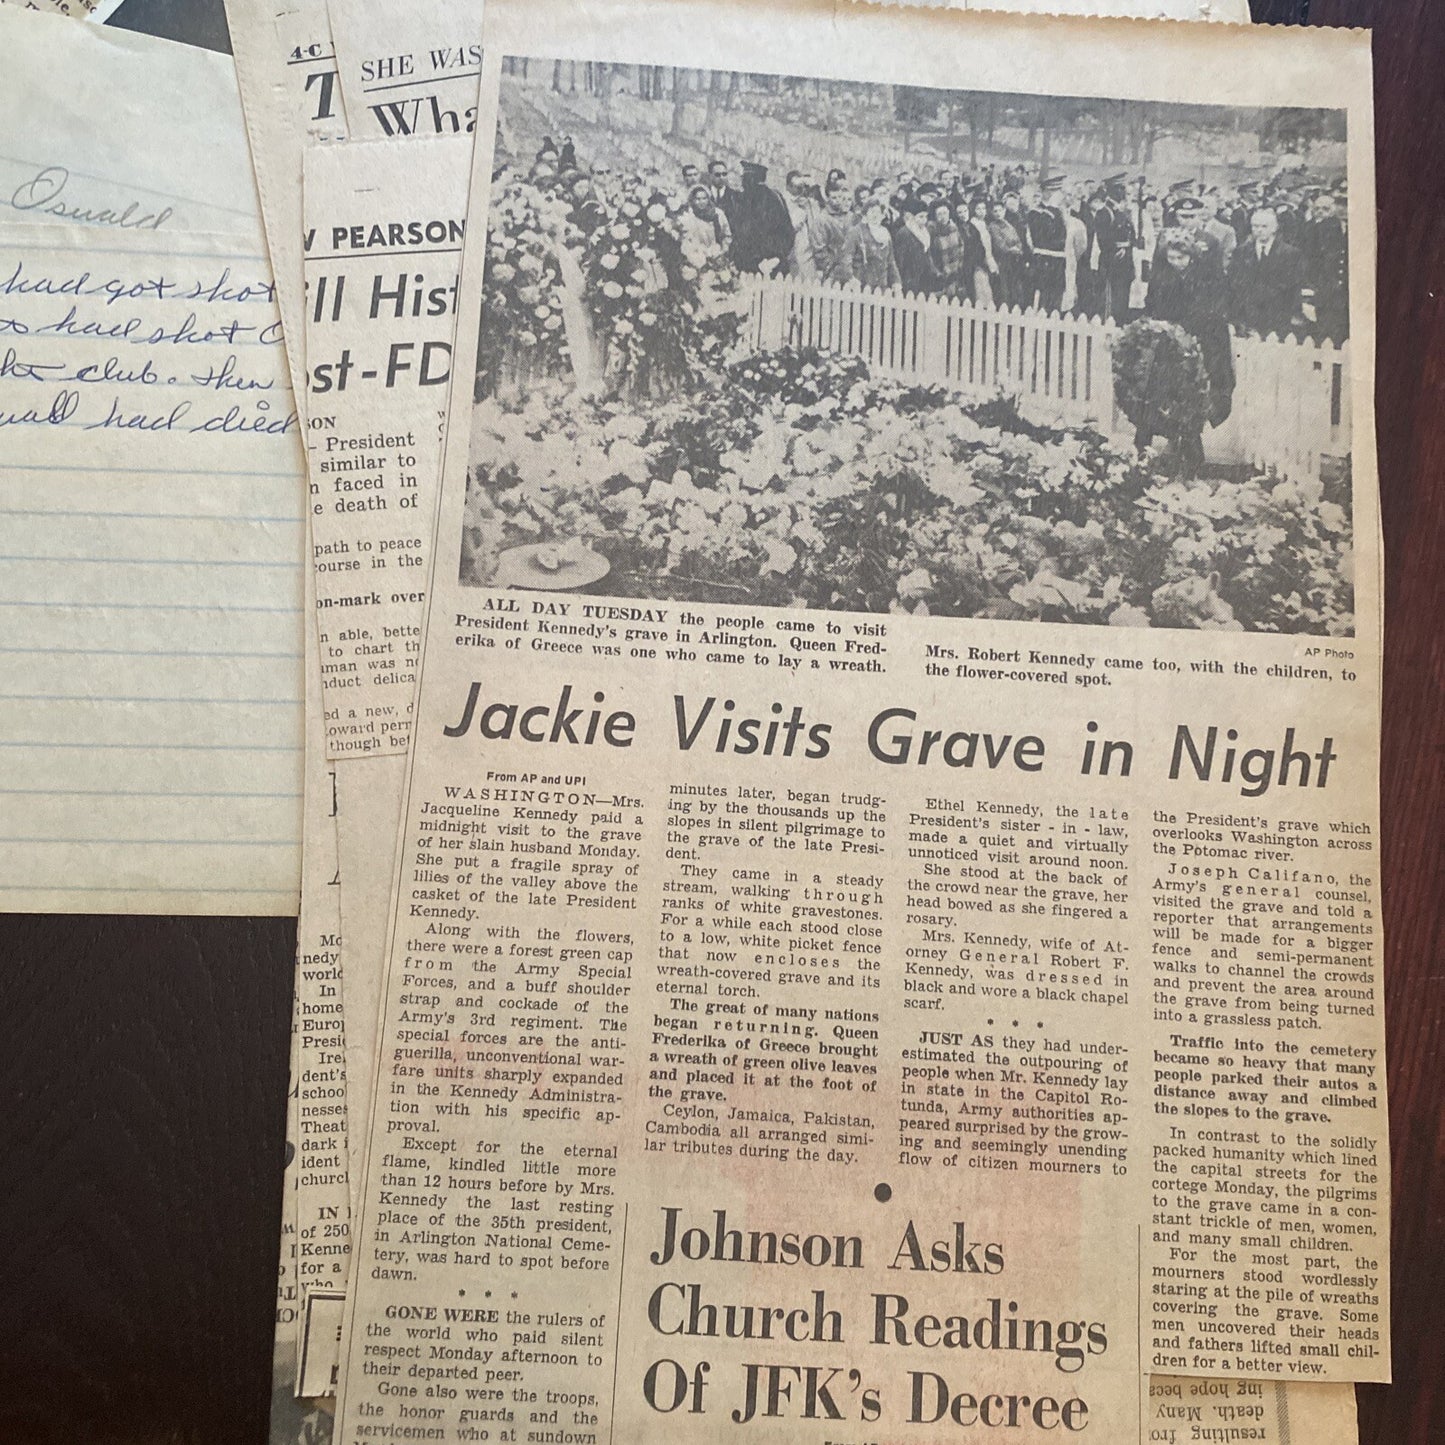 Oswald
had got shot
had shot
club. then
had died
4-C
SHE WAS
PEARSON
President
similar to
faced in
death of
path to peace
in the
over
able,
to chart
was
a new,
though
ALL DAY TUESDAY the people came to visit
President Kennedy's grave in Arlington. Queen Fred-
erika of Greece was one who came to lay a wreath.
AP Photo
Mrs. Robert Kennedy came too, with the children, to
the flower-covered spot.
Jackie Visits Grave in Night
From AP and UPI
WASHINGTON—Mrs.
Jacqueline Kennedy paid a
midnight visit to the grave
of her slain husband Monday.
She put a fragile spray of
lilies of the valley above the
casket of the late President
Kennedy.
Along with the flowers,
there were a forest green cap
from the Army Special
Forces, and a buff shoulder
strap and cockade of the
Army's 3rd regiment. The
special forces are the anti-
guerilla, unconventional war-
fare units sharply expanded
in the Kennedy Administra-
tion with his specific ap-
proval.
Except for the eternal
flame, kindled little more
than 12 hours before by Mrs.
Kennedy the last resting
place of the 35th president,
in Arlington National Ceme-
tery, was hard to spot before
dawn.
* * *
GONE WERE the rulers of
the world who paid silent
respect Monday afternoon to
their departed peer.
Gone also were the troops,
the honor guards and the
servicemen who at sundown
minutes later, began trudg-
ing by the thousands up the
slopes in silent pilgrimage to
the grave of the late Presi-
dent.
They came in a steady
stream, walking through
ranks of white gravestones.
For a while each stood close
to a low, white picket fence
that now encloses the
wreath-covered grave and its
eternal torch.
The great of many nations
began returning. Queen
Frederika of Greece brought
a wreath of green olive leaves
and placed it at the foot of
the grave.
Ceylon, Jamaica, Pakistan,
Cambodia all arranged simi-
lar tributes during the day.
Ethel Kennedy, the late
President's sister - in - law,
made a quiet and virtually
unnoticed visit around noon.
She stood at the back of
the crowd near the grave, her
head bowed as she fingered a
rosary.
Mrs. Kennedy, wife of At-
orney General Robert F.
Kennedy, was dressed in
black and wore a black chapel
scarf.
* * *
JUST AS they had under-
estimated the outpouring of
people when Mr. Kennedy lay
in state in the Capitol Ro-
tunda, Army authorities ap-
peared surprised by the grow-
ing and seemingly unending
flow of citizen mourners to
the President's grave which
overlooks Washington across
the Potomac river.
Joseph Califano, the
Army's general counsel,
visited the grave and told a
reporter that arrangements
will be made for a bigger
fence and semi-permanent
walks to channel the crowds
and prevent the area around
the grave from being turned
into a grassless patch.
Traffic into the cemetery
became so heavy that many
people parked their autos a
distance away and climbed
the slopes to the grave.
In contrast to the solidly
packed humanity which lined
the capital streets for the
cortege Monday, the pilgrims
to the grave came in a con-
stant trickle of men, women,
and many small children.
For the most part, the
mourners stood wordlessly
staring at the pile of wreaths
covering the grave. Some
men uncovered their heads
and fathers lifted small chil-
dren for a better view.
Johnson Asks
Church Readings
Of JFK's Decree
nedy
world
In
home
dark
church
IN
of 250
Kenne
for a
ing hope
death. Many
resulting